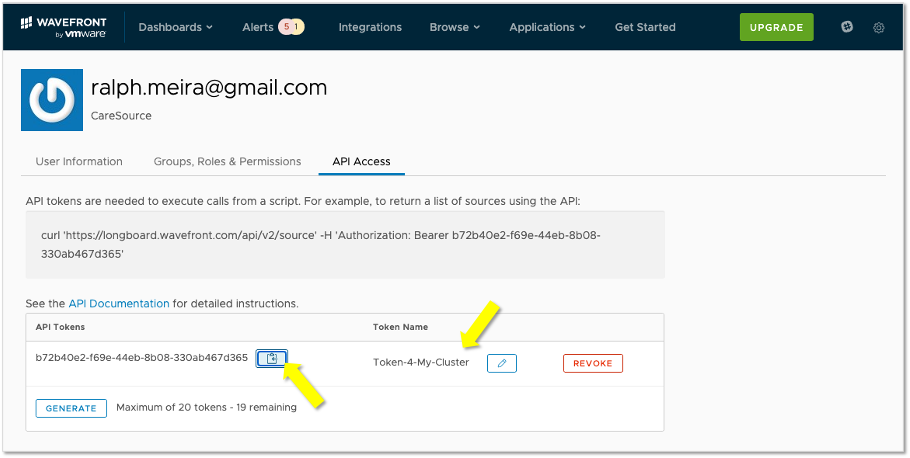 WAVEFRONT
by vmware
Dashboards Alerts 5 1 Integrations Browse Applications Get Started UPGRADE
ralph.meira@gmail.com
CareSource
User Information Groups, Roles & Permissions API Access
API tokens are needed to execute calls from a script. For example, to return a list of sources using the API:
curl 'https://longboard.wavefront.com/api/v2/source' -H 'Authorization: Bearer b72b40e2-f69e-44eb-8b08-
330ab467d365'
See the API Documentation for detailed instructions.
API Tokens Token Name
b72b40e2-f69e-44eb-8b08-330ab467d365 Token-4-My-Cluster REVOKE
GENERATE Maximum of 20 tokens - 19 remaining